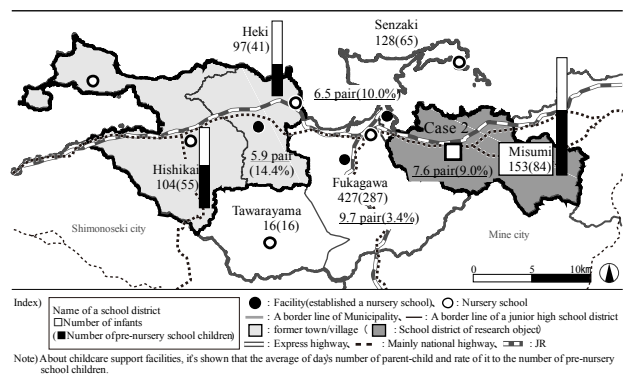 Heki
97(41)
Senzaki
128(65)
6.5 pair(10.0%)
Case 2
Hishikai
104(55)
5.9 pair
(14.4%)
7.6 pair(9.0%)
Misumi
153(84)
Fukagawa
427(287)
Tawarayama
16(16)
9.7 pair(3.4%)
Shimonoseki city
Mine city
0 5 10km
Index)
Name of a school district
Number of infants
( Number of pre-nursery school children)
: Facility(established a nursery school), : Nursery school
: A border line of Municipality, : A border line of a junior high school district
: former town/village ( : School district of research object)
: Express highway, : Mainly national highway, : JR
Note) About childcare support facilities, it's shown that the average of day's number of parent-child and rate of it to the number of pre-nursery
school children.